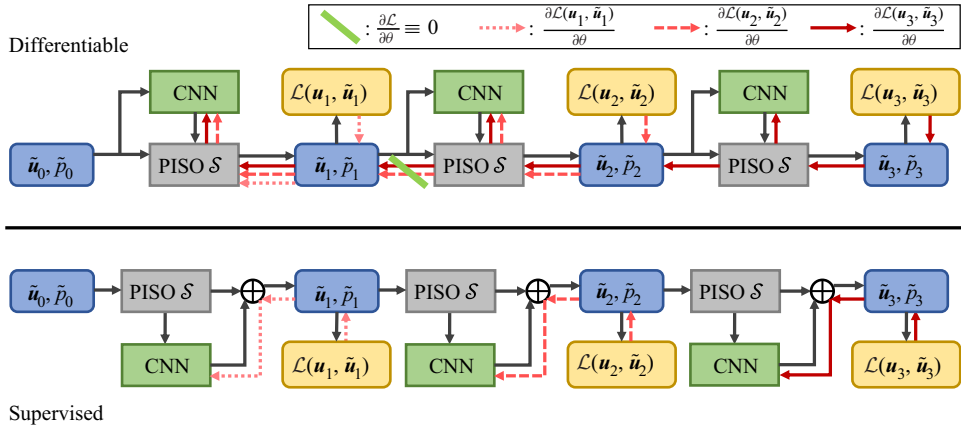 : ∂ℒ/∂θ ≡ 0 : ∂ℒ(𝒖₁, 𝒖̃₁)/∂θ : ∂ℒ(𝒖₂, 𝒖̃₂)/∂θ : ∂ℒ(𝒖₃, 𝒖̃₃)/∂θ
Differentiable
CNN ℒ(𝒖₁, 𝒖̃₁) CNN ℒ(𝒖₂, 𝒖̃₂) CNN ℒ(𝒖₃, 𝒖̃₃)
𝒖̃₀, p̃₀ PISO 𝒮 𝒖̃₁, p̃₁ PISO 𝒮 𝒖̃₂, p̃₂ PISO 𝒮 𝒖̃₃, p̃₃
𝒖̃₀, p̃₀ PISO 𝒮 𝒖̃₁, p̃₁ PISO 𝒮 𝒖̃₂, p̃₂ PISO 𝒮 𝒖̃₃, p̃₃
CNN ℒ(𝒖₁, 𝒖̃₁) CNN ℒ(𝒖₂, 𝒖̃₂) CNN ℒ(𝒖₃, 𝒖̃₃)
Supervised